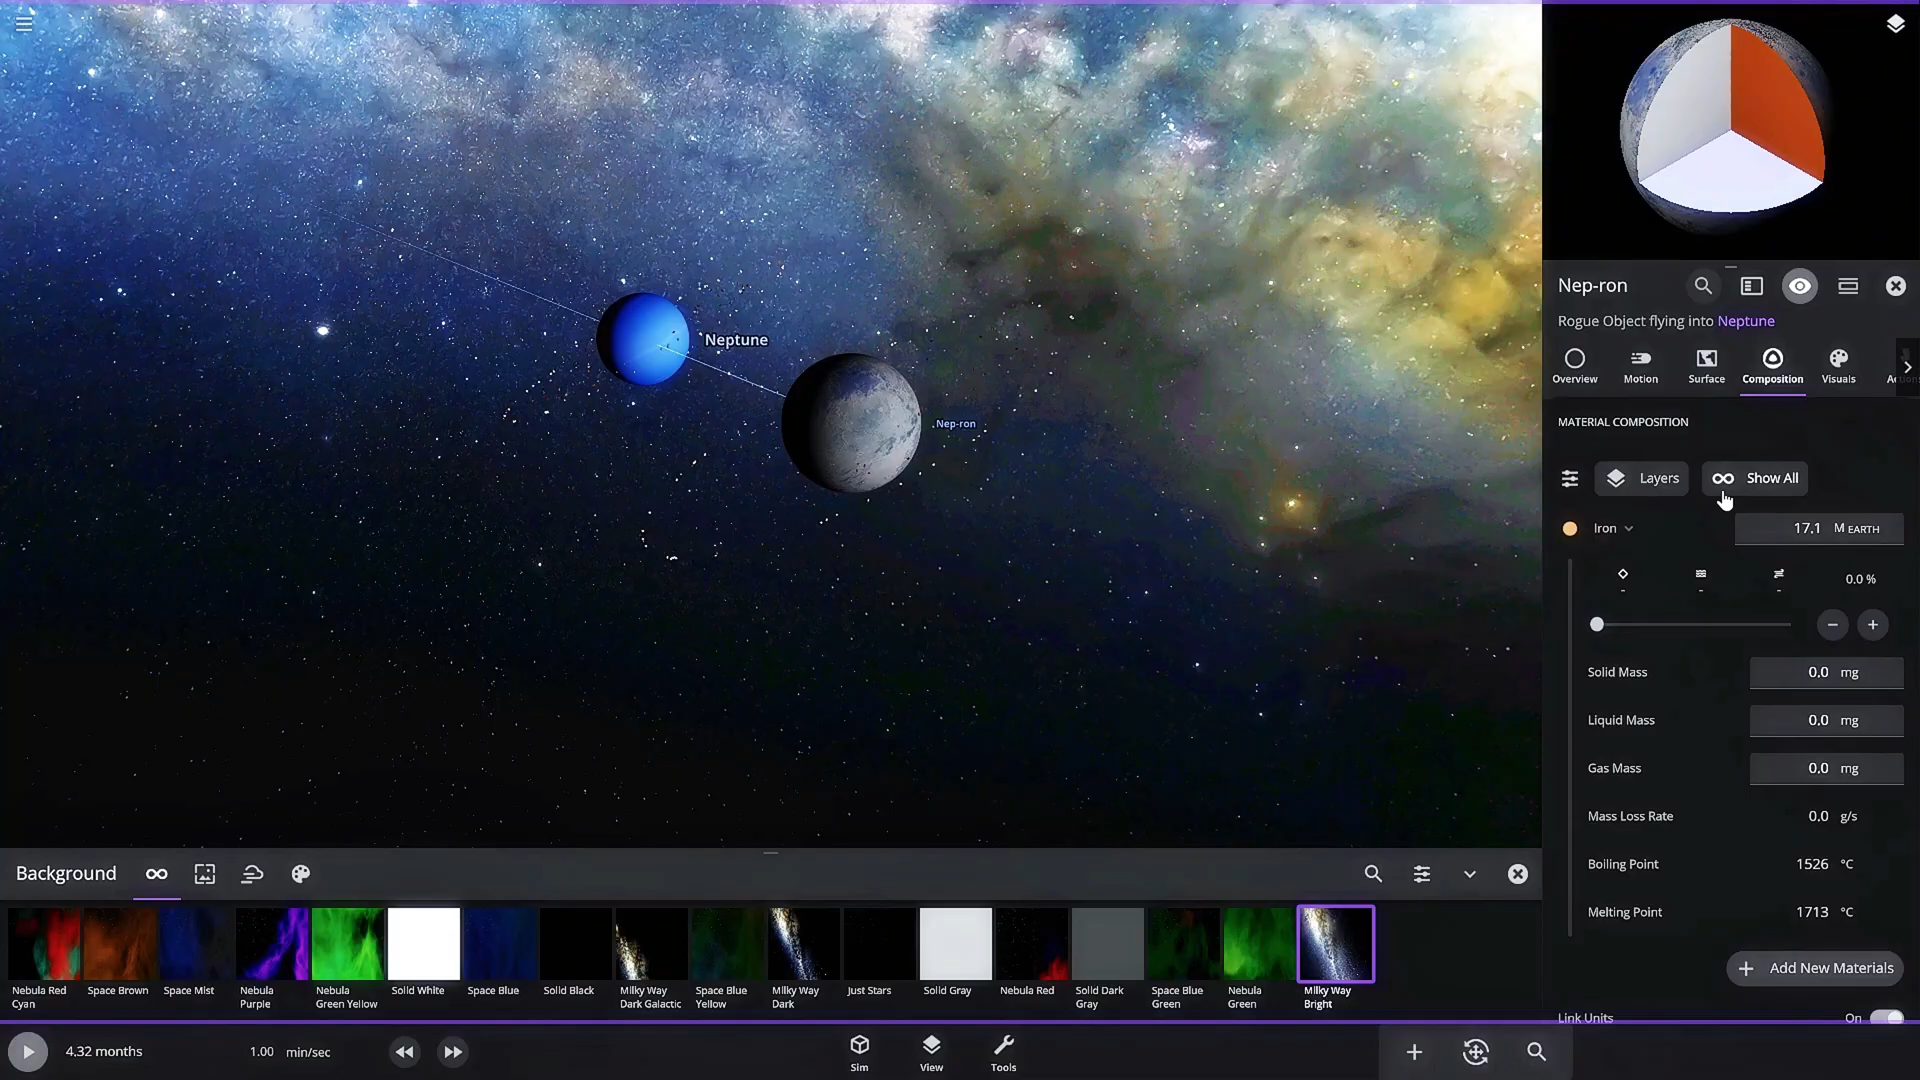 Neptune
Nep-ron
Nep-ron
Rogue Object flying into Neptune
Overview
Motion
Surface
Composition
Visuals
MATERIAL COMPOSITION
Layers
Show All
Iron
17.1 M EARTH
- - - 0.0 %
Solid Mass 0.0 mg
Liquid Mass 0.0 mg
Gas Mass 0.0 mg
Mass Loss Rate 0.0 g/s
Boiling Point 1526 °C
Melting Point 1713 °C
+ Add New Materials
Link Units On
Background
Nebula Red
Cyan
Space Brown
Space Mist
Nebula
Purple
Nebula
Green Yellow
Solid White
Space Blue
Solid Black
Milky Way
Dark Galactic
Space Blue
Yellow
Milky Way
Dark
Just Stars
Solid Gray
Nebula Red
Solid Dark
Gray
Space Blue
Green
Nebula
Green
Milky Way
Bright
4.32 months
1.00 min/sec
Sim
View
Tools